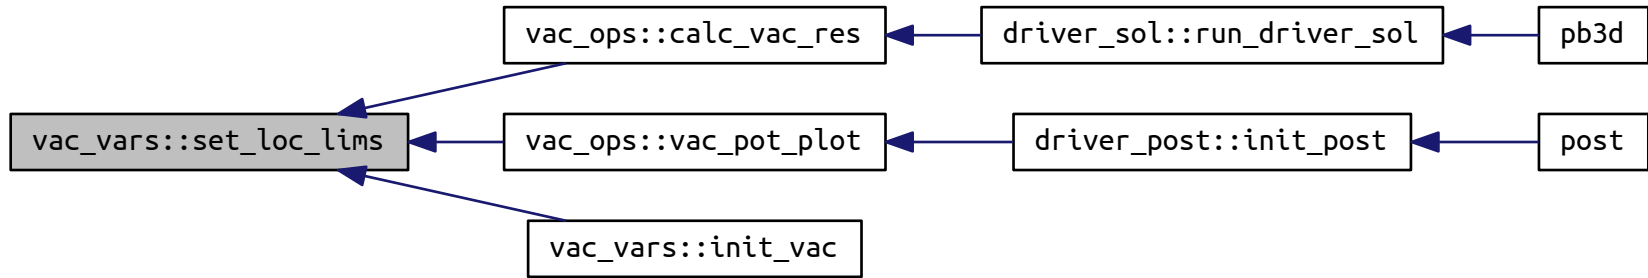 vac_ops::calc_vac_res
driver_sol::run_driver_sol
pb3d
vac_vars::set_loc_lims
vac_ops::vac_pot_plot
driver_post::init_post
post
vac_vars::init_vac